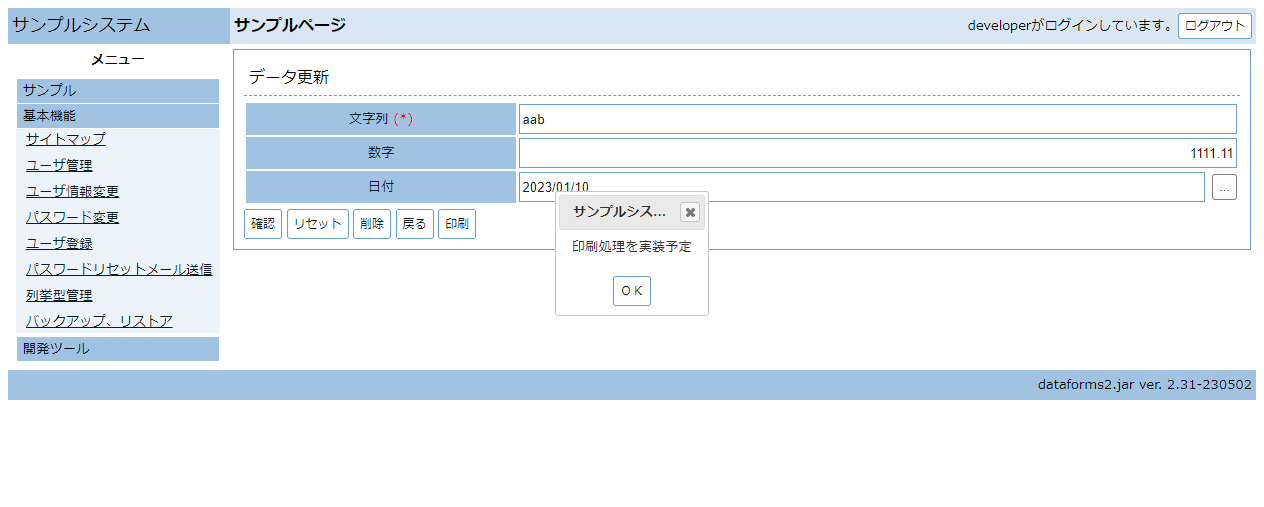 サンプルシステム
サンプルページ
developerがログインしています。 ログアウト
メニュー
サンプル
基本機能
サイトマップ
ユーザ管理
ユーザ情報変更
パスワード変更
ユーザ登録
パスワードリセットメール送信
列挙型管理
バックアップ、リストア
開発ツール
データ更新
文字列 (*) aab
数字 1111.11
日付 2023/01/10 ...
確認 リセット 削除 戻る 印刷
サンプルシス...
印刷処理を実装予定
ＯＫ
dataforms2.jar ver. 2.31-230502